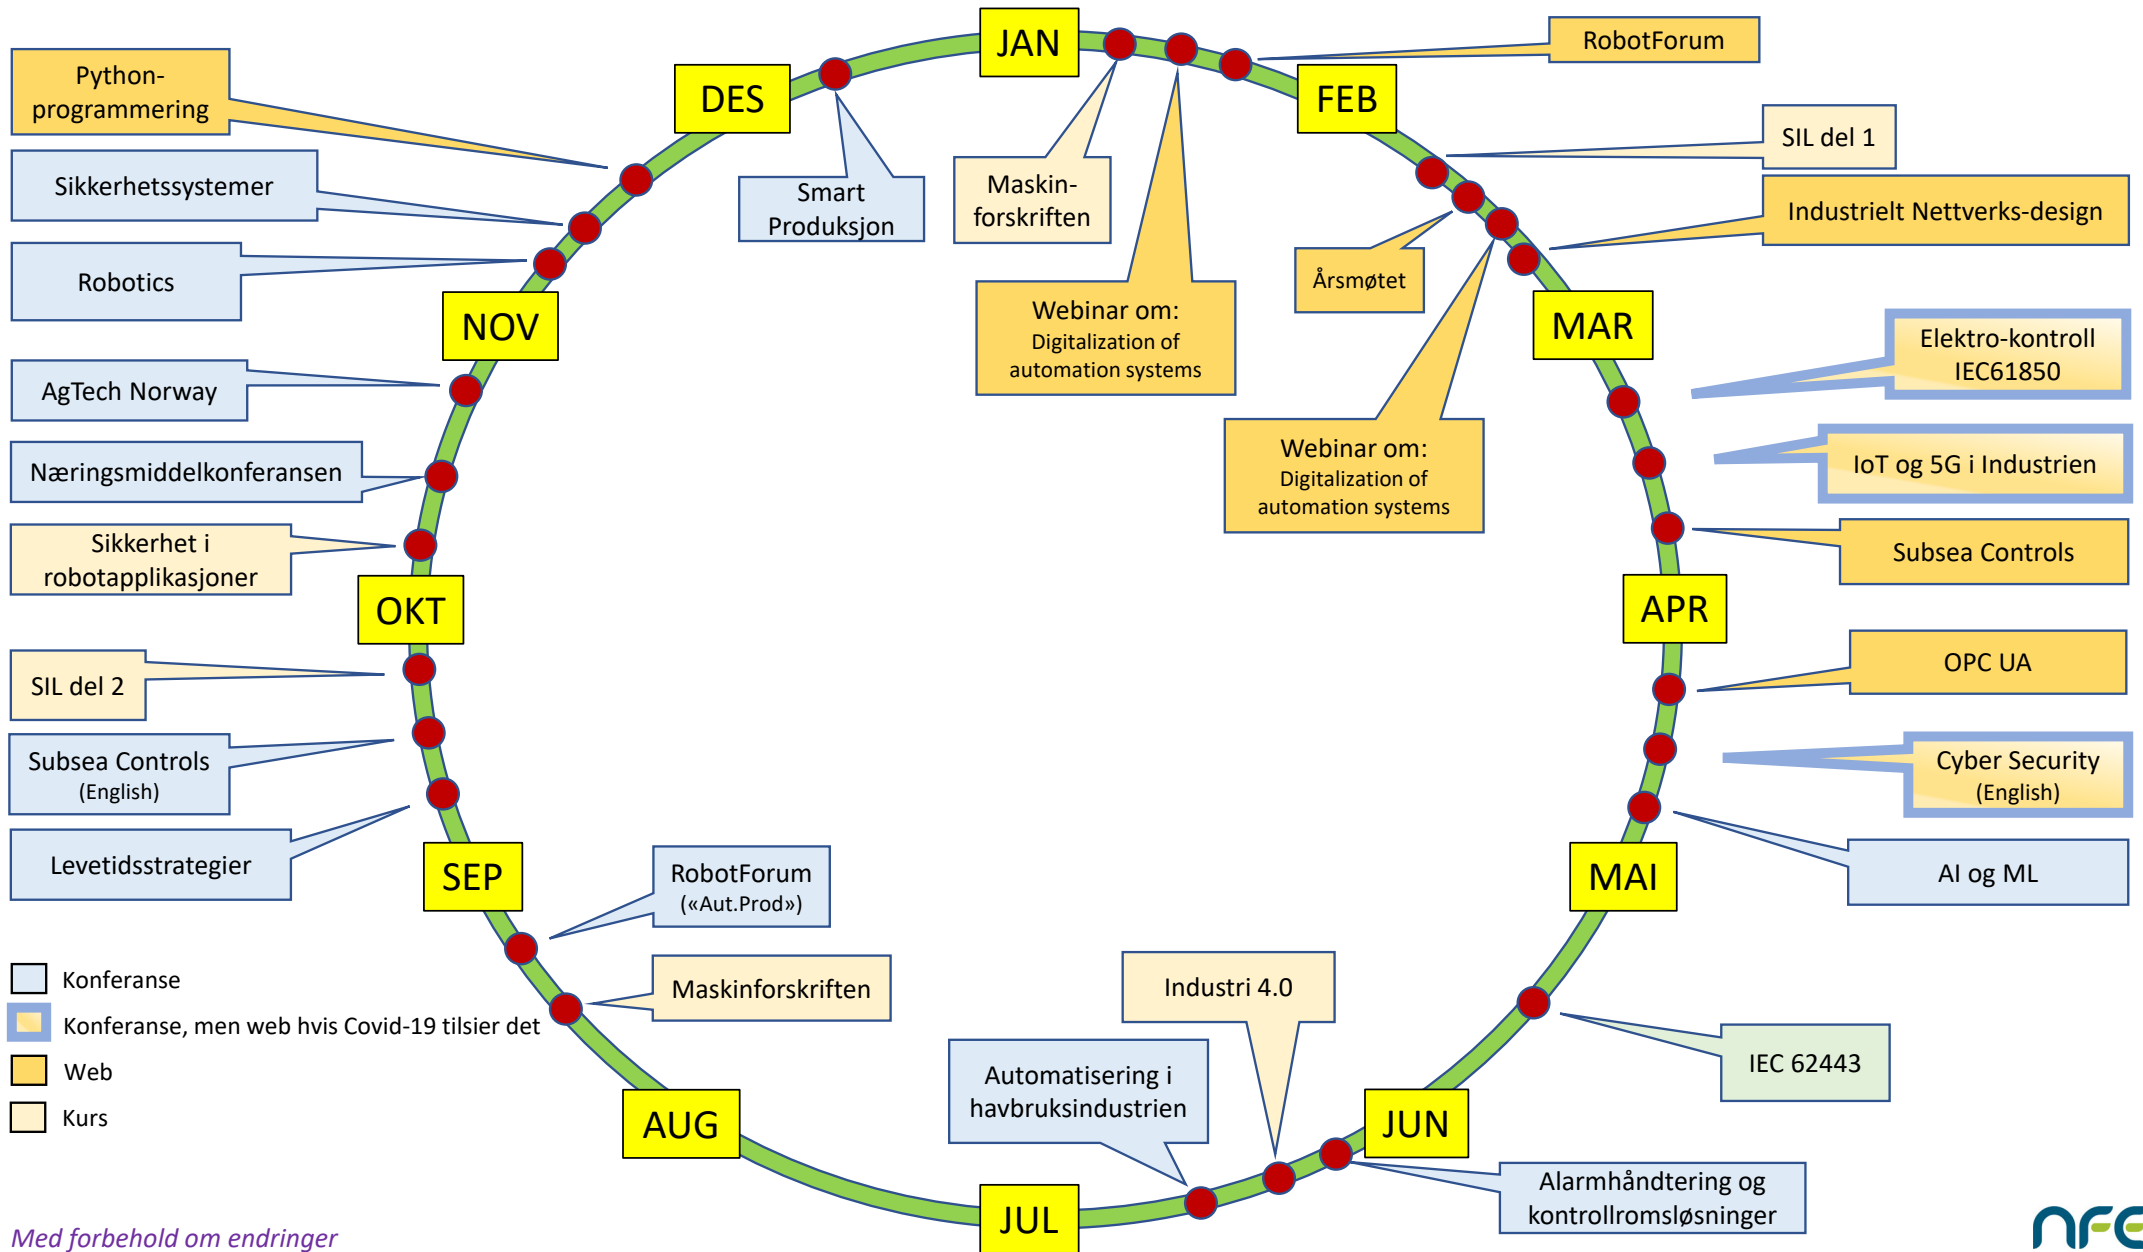 JAN
FEB
MAR
APR
MAI
JUN
JUL
AUG
SEP
OKT
NOV
DES
Maskin-
forskriften
Webinar om:
Digitalization of
automation systems
RobotForum
SIL del 1
Årsmøtet
Webinar om:
Digitalization of
automation systems
Industrielt Nettverks-design
Elektro-kontroll
IEC61850
IoT og 5G i Industrien
Subsea Controls
OPC UA
Cyber Security
(English)
AI og ML
IEC 62443
Alarmhåndtering og
kontrollromsløsninger
Industri 4.0
Automatisering i
havbruksindustrien
Maskinforskriften
RobotForum
(«Aut.Prod»)
Levetidsstrategier
Subsea Controls
(English)
SIL del 2
Sikkerhet i
robotapplikasjoner
Næringsmiddelkonferansen
AgTech Norway
Robotics
Sikkerhetssystemer
Python-
programmering
Smart
Produksjon
Konferanse
Konferanse, men web hvis Covid-19 tilsier det
Web
Kurs
Med forbehold om endringer
nfe